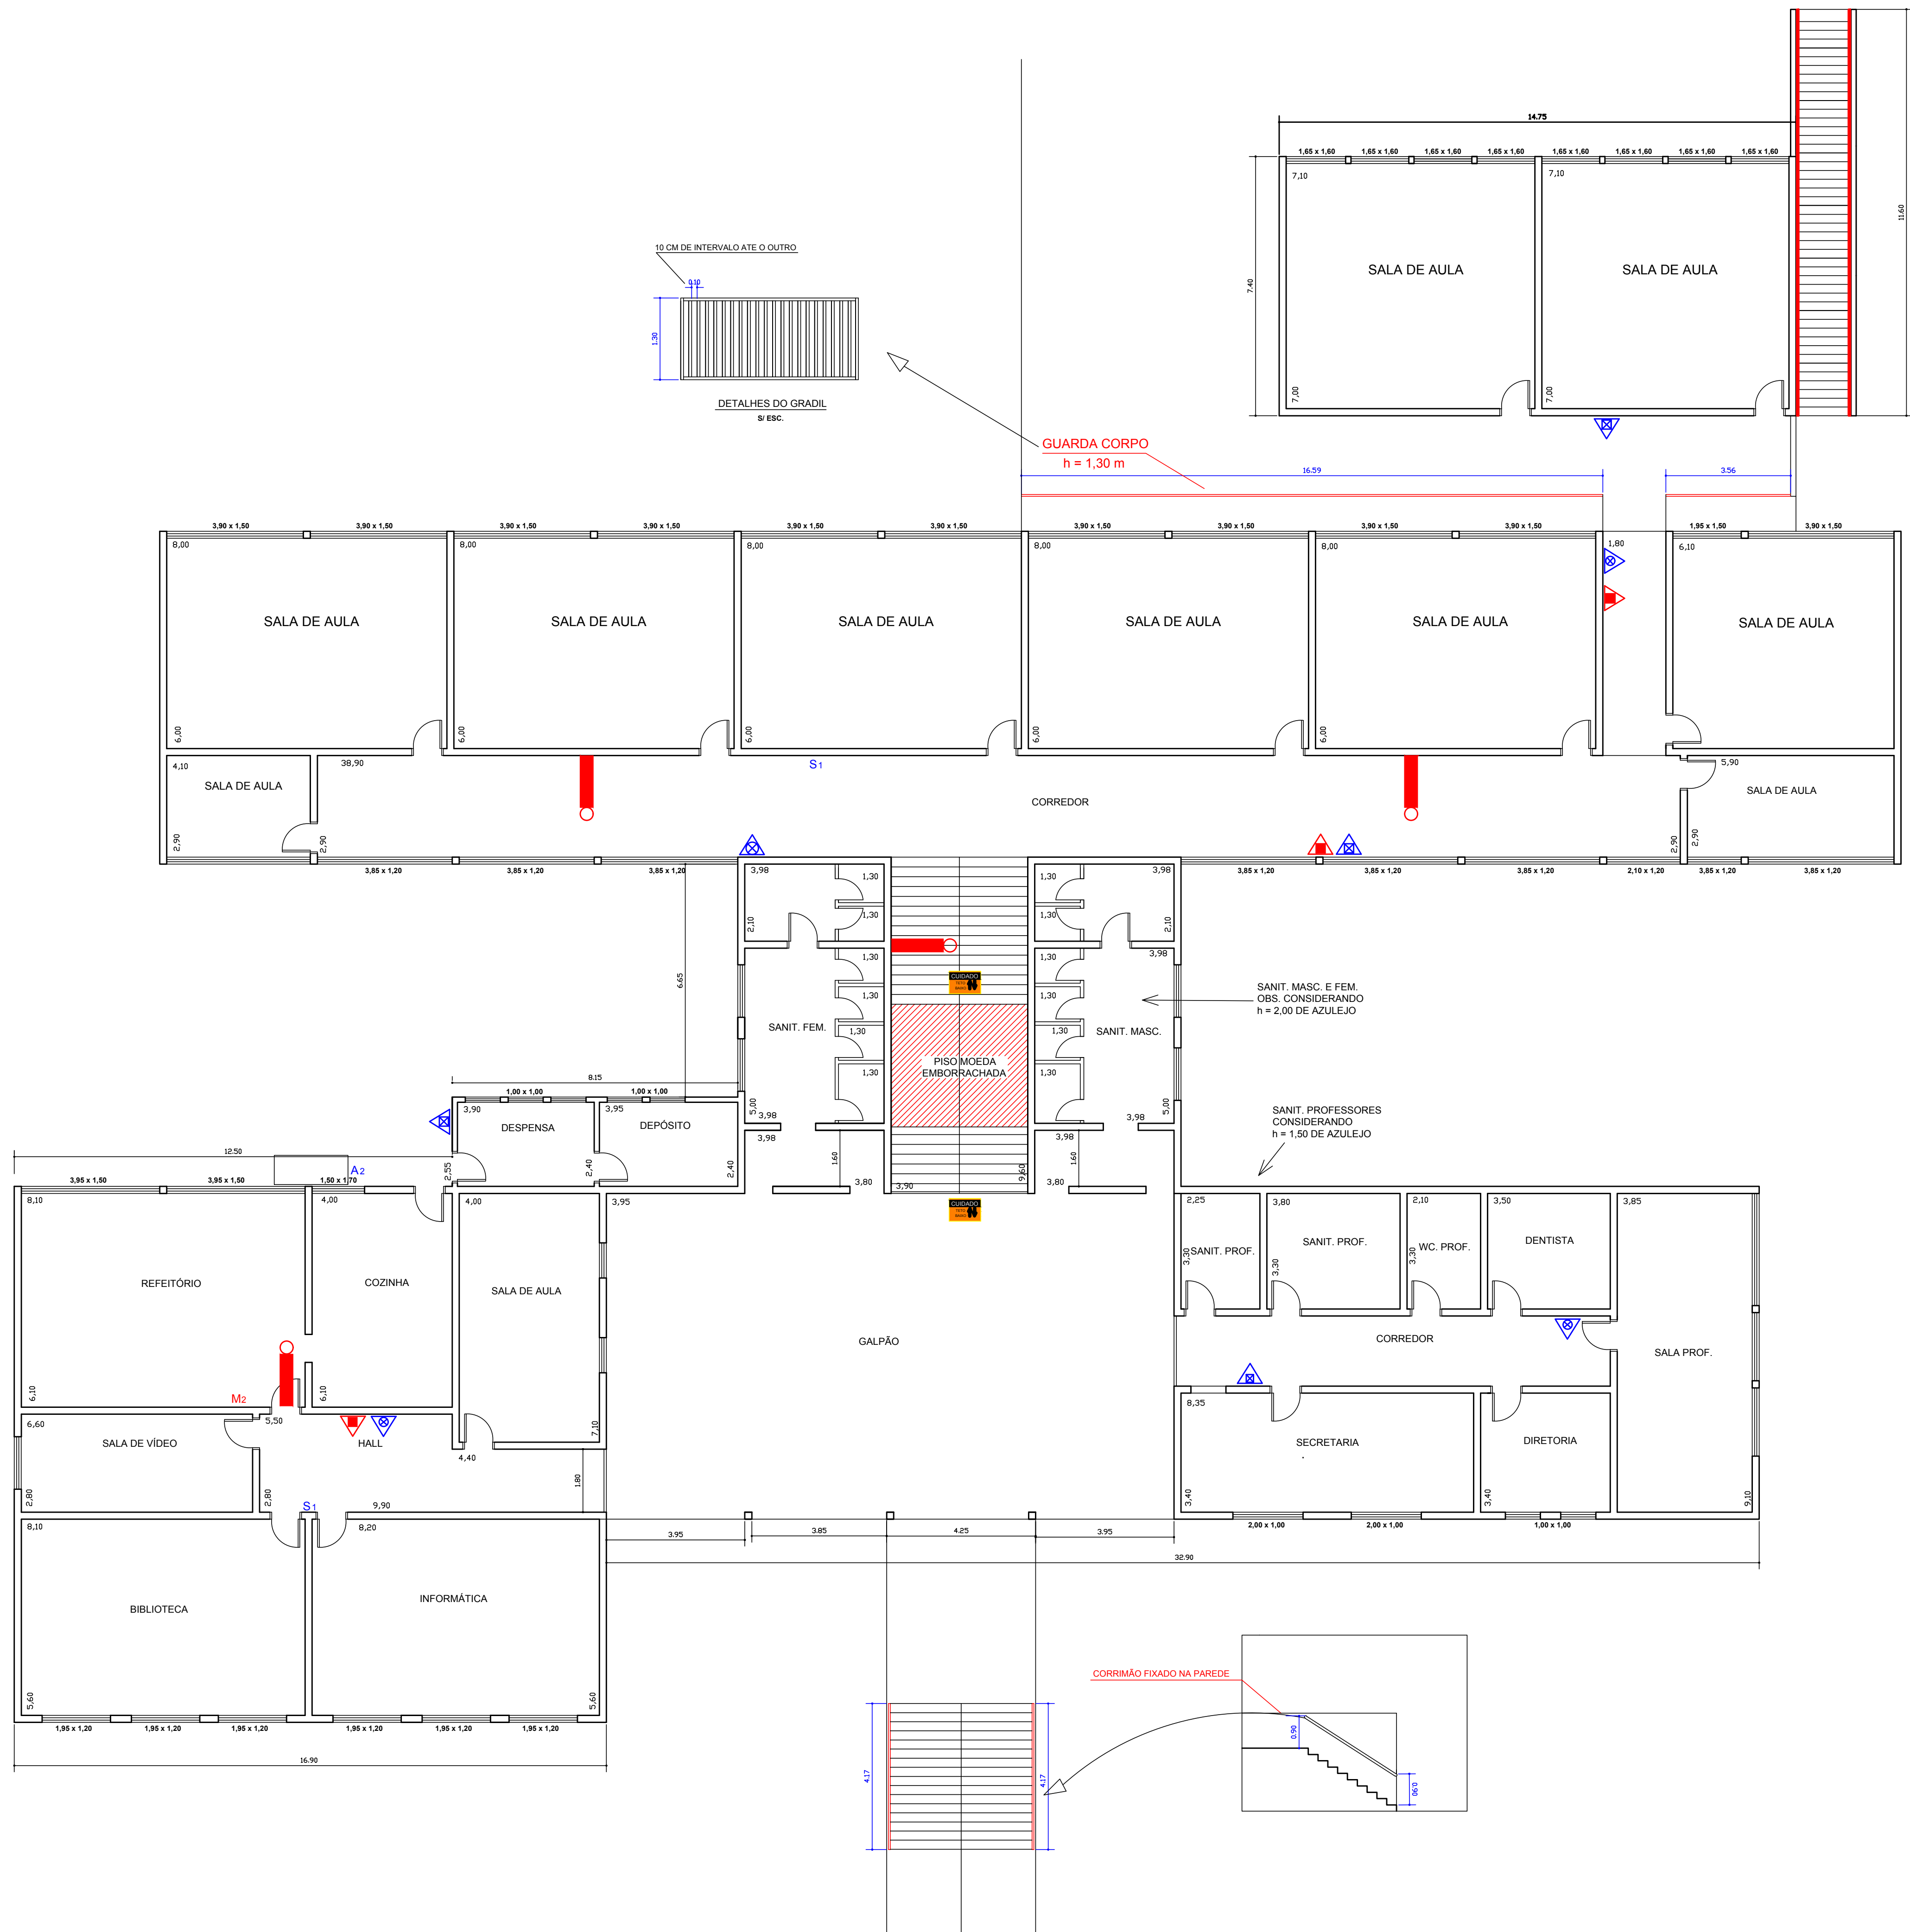 14.75
1,65 x 1,60 1,65 x 1,60 1,65 x 1,60 1,65 x 1,60 1,65 x 1,60 1,65 x 1,60 1,65 x 1,60 1,65 x 1,60
7,10 7,10
11.60
10 CM DE INTERVALO ATE O OUTRO
SALA DE AULA SALA DE AULA
0.10
7.40
1.30
7,00 7,00
DETALHES DO GRADIL
S/ ESC.
GUARDA CORPO
h = 1,30 m
16.59 3.56
3,90 x 1,50 3,90 x 1,50 3,90 x 1,50 3,90 x 1,50 3,90 x 1,50 3,90 x 1,50 3,90 x 1,50 3,90 x 1,50 3,90 x 1,50 3,90 x 1,50 1,95 x 1,50 3,90 x 1,50
8,00 8,00 8,00 8,00 8,00 1,80 6,10
SALA DE AULA SALA DE AULA SALA DE AULA SALA DE AULA SALA DE AULA SALA DE AULA
6,00 6,00 6,00 6,00 6,00
4,10 38,90 S1 5,90
SALA DE AULA SALA DE AULA
CORREDOR
2,90 2,90 2,90 2,90
3,85 x 1,20 3,85 x 1,20 3,85 x 1,20 3,85 x 1,20 3,85 x 1,20 3,85 x 1,20 2,10 x 1,20 3,85 x 1,20 3,85 x 1,20
3,98 1,30 1,30 3,98
2,10 1,30 1,30 2,10
3,98
1,30 1,30
6.65
CUIDADO
TETO
BAIXO
1,30 1,30
SANIT. MASC. E FEM.
OBS. CONSIDERANDO
h = 2,00 DE AZULEJO
SANIT. FEM. 1,30 1,30 SANIT. MASC.
PISO MOEDA
EMBORRACHADA
1,30 1,30
8.15
1,00 x 1,00 1,00 x 1,00
3,90 3,95 5,00 3,98 3,98 5,00
DESPENSA DEPÓSITO
SANIT. PROFESSORES
CONSIDERANDO
h = 1,50 DE AZULEJO
3,98 3,98
12.50
1.60 1.60
A2
2,55 2,40 2,40
3,95 x 1,50 3,95 x 1,50 1,50 x 1,70
3,80 3,90 9,60 3,80
8,10 4,00 4,00 3,95 2,25 3,80 2,10 3,50 3,85
CUIDADO
TETO
BAIXO
SANIT. PROF. SANIT. PROF. WC. PROF. DENTISTA
3,30 3,30 3,30
REFEITÓRIO COZINHA SALA DE AULA
GALPÃO CORREDOR SALA PROF.
6,10 6,10
M2
8,35
6,60 5,50 7,10
SALA DE VÍDEO HALL SECRETARIA DIRETORIA
4,40
1.80
2,80 2,80 S1 9,90 3,40 3,40 9,10
8,10 8,20
2,00 x 1,00 2,00 x 1,00 1,00 x 1,00
3.95 3.85 4.25 3.95
32.90
BIBLIOTECA INFORMÁTICA
5,60 5,60
1,95 x 1,20 1,95 x 1,20 1,95 x 1,20 1,95 x 1,20 1,95 x 1,20 1,95 x 1,20
16.90
CORRIMÃO FIXADO NA PAREDE
0.90
4.17 4.17
0.90